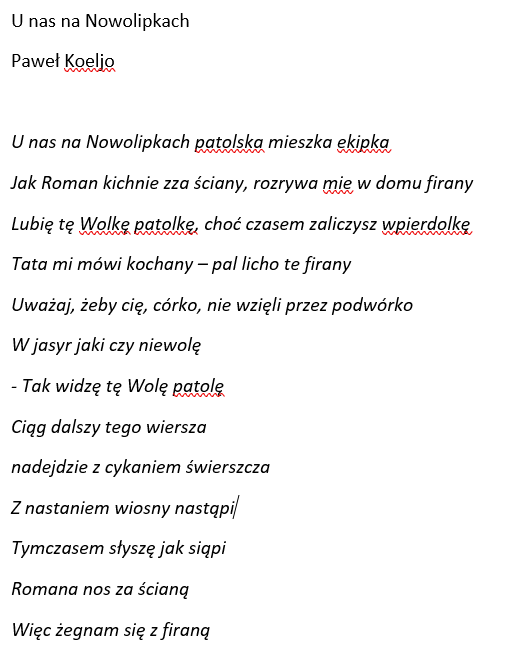 U nas na Nowolipkach
Paweł Koeljo
U nas na Nowolipkach patolska mieszka ekipka
Jak Roman kichnie zza ściany, rozrywa mie w domu firany
Lubię tę Wolkę patolkę, choć czasem zaliczysz wpierdolkę
Tata mi mówi kochany – pal licho te firany
Uważaj, żeby cię, córko, nie wzięli przez podwórko
W jasyr jaki czy niewolę
- Tak widzę tę Wolę patolę
Ciąg dalszy tego wiersza
nadejdzie z cykaniem świerszcza
Z nastaniem wiosny nastąpi
Tymczasem słyszę jak siąpi
Romana nos za ścianą
Więc żegnam się z firaną